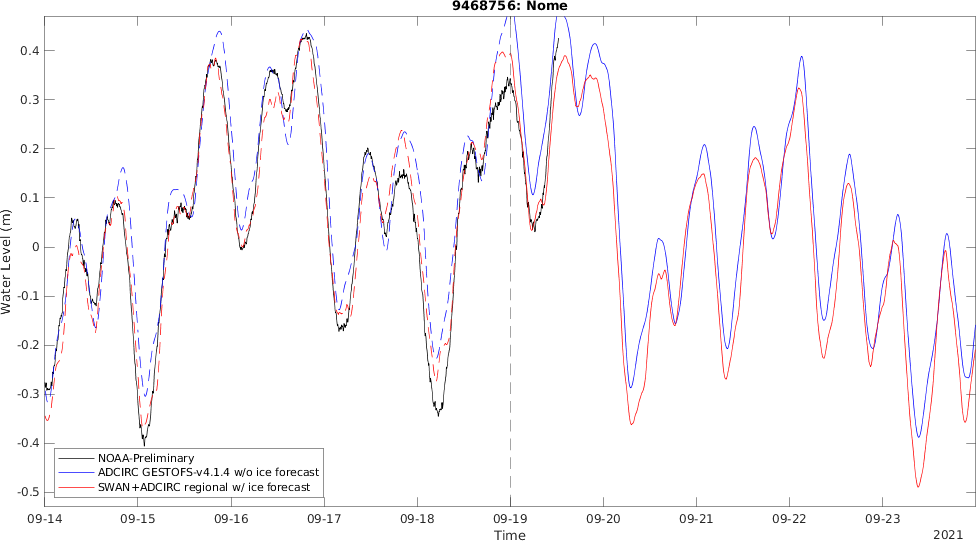 9468756: Nome
0.4
0.3
0.2
0.1
0
-0.1
-0.2
-0.3
-0.4
-0.5
Water Level (m)
NOAA-Preliminary
ADCIRC GESTOFS-v4.1.4 w/o ice forecast
SWAN+ADCIRC regional w/ ice forecast
09-14 09-15 09-16 09-17 09-18 09-19 09-20 09-21 09-22 09-23
Time
2021